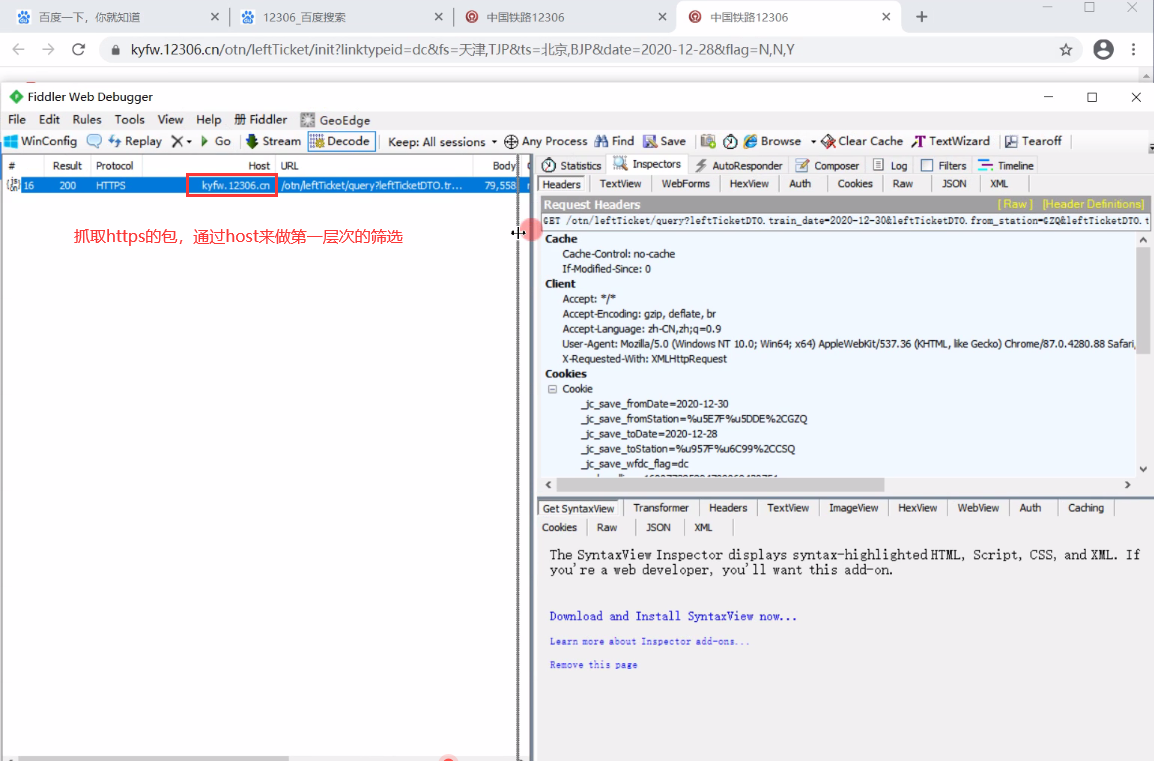 百度一下，你就知道
12306_百度搜索
中国铁路12306
中国铁路12306
kyfw.12306.cn/otn/leftTicket/init?linktypeid=dc&fs=天津,TJP&ts=北京,BJP&date=2020-12-28&flag=N,N,Y
Fiddler Web Debugger
File Edit Rules Tools View Help 册 Fiddler GeoEdge
WinConfig Replay Go Stream Decode Keep: All sessions Any Process Find Save Browse Clear Cache TextWizard Tearoff
# Result Protocol Host URL Body
16 200 HTTPS kyfw.12306.cn /otn/leftTicket/query?leftTicketDTO.tr... 79,558
抓取https的包，通过host来做第一层次的筛选
Statistics Inspectors AutoResponder Composer Log Filters Timeline
Headers TextView WebForms HexView Auth Cookies Raw JSON XML
Request Headers [ Raw ] [Header Definitions]
GET /otn/leftTicket/query?leftTicketDTO.train_date=2020-12-30&leftTicketDTO.from_station=GZQ&leftTicketDTO.t
Cache
Cache-Control: no-cache
If-Modified-Since: 0
Client
Accept: */*
Accept-Encoding: gzip, deflate, br
Accept-Language: zh-CN,zh;q=0.9
User-Agent: Mozilla/5.0 (Windows NT 10.0; Win64; x64) AppleWebKit/537.36 (KHTML, like Gecko) Chrome/87.0.4280.88 Safari,
X-Requested-With: XMLHttpRequest
Cookies
Cookie
_jc_save_fromDate=2020-12-30
_jc_save_fromStation=%u5E7F%u5DDE%2CGZQ
_jc_save_toDate=2020-12-28
_jc_save_toStation=%u957F%u6C99%2CCSQ
_jc_save_wfdc_flag=dc
Get SyntaxView Transformer Headers TextView ImageView HexView WebView Auth Caching
Cookies Raw JSON XML
The SyntaxView Inspector displays syntax-highlighted HTML, Script, CSS, and XML. If
you're a web developer, you'll want this add-on.
Download and Install SyntaxView now...
Learn more about Inspector add-ons...
Remove this page